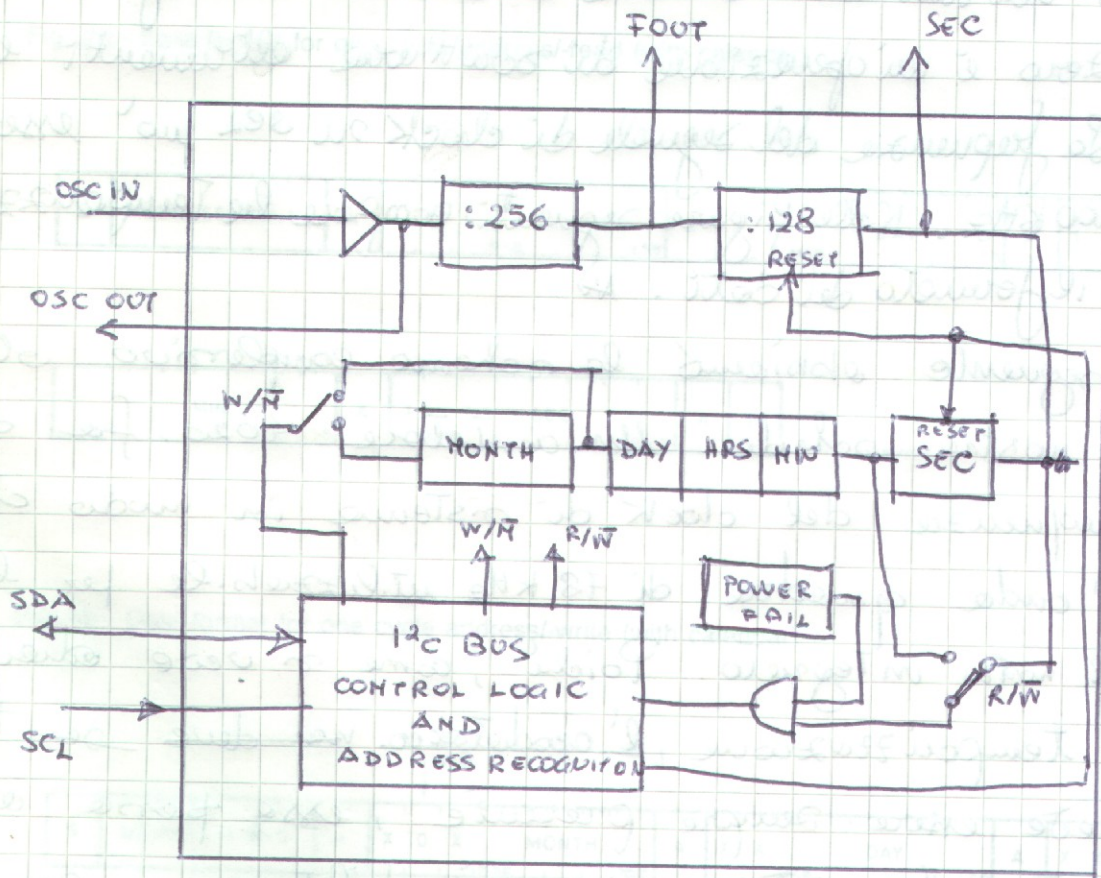 FOUT
SEC
OSC IN
:256
:128
RESET
OSC OUT
W/M̅
MONTH
DAY
HRS
MIN
RESET
SEC
W/M̅
R/W̅
POWER
FAIL
SDA
I²C BUS
CONTROL LOGIC
AND
ADDRESS RECOGNITON
R/W̅
SCL